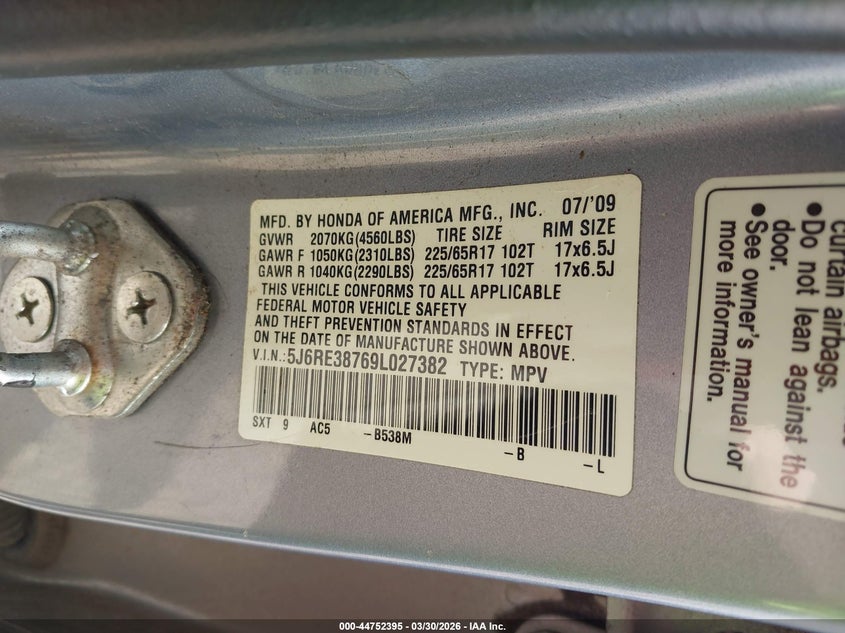 MFD. BY HONDA OF AMERICA MFG., INC. 07/'09
GVWR 2070KG(4560LBS) TIRE SIZE RIM SIZE
GAWR F 1050KG(2310LBS) 225/65R17 102T 17x6.5J
GAWR R 1040KG(2290LBS) 225/65R17 102T 17x6.5J
THIS VEHICLE CONFORMS TO ALL APPLICABLE
FEDERAL MOTOR VEHICLE SAFETY
AND THEFT PREVENTION STANDARDS IN EFFECT
ON THE DATE OF MANUFACTURE SHOWN ABOVE.
V.I.N.:5J6RE38769L027382 TYPE: MPV
SXT 9 AC5 -B538M -B -L
curtain airbags.
●Do not lean against the
door.
●See owner's manual for
more information.
000-44752395 - 03/30/2026 - IAA Inc.